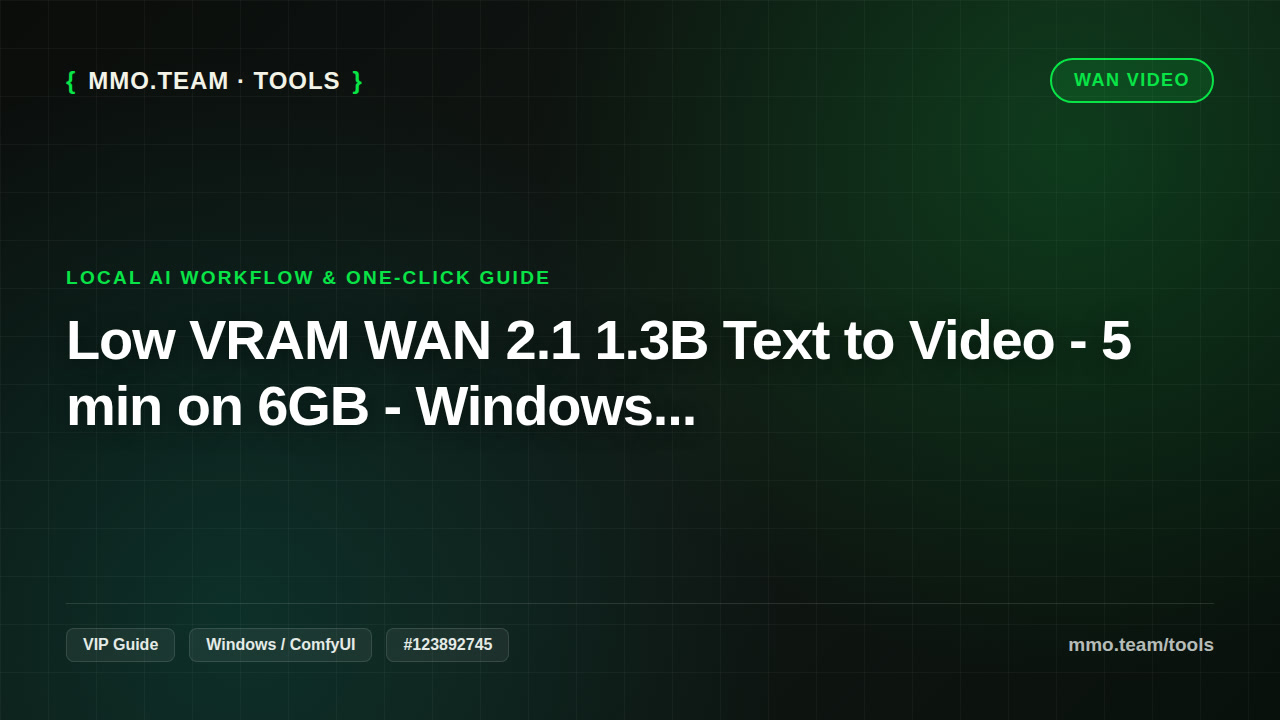 { MMO.TEAM · TOOLS }
WAN VIDEO
LOCAL AI WORKFLOW & ONE-CLICK GUIDE
Low VRAM WAN 2.1 1.3B Text to Video - 5
min on 6GB - Windows...
VIP Guide
Windows / ComfyUI
#123892745
mmo.team/tools